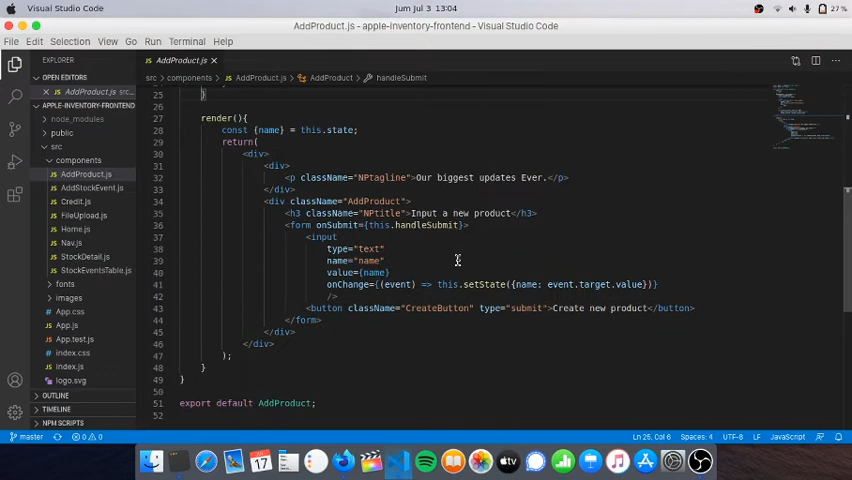 Visual Studio Code
Jum Jul 3 13:04
27 %
AddProduct.js - apple-inventory-frontend - Visual Studio Code
File Edit Selection View Go Run Terminal Help
EXPLORER
AddProduct.js
OPEN EDITORS
src > components > AddProduct.js > AddProduct > handleSubmit
AddProduct.js src...
APPLE-INVENTORY-FRONTEND
node_modules
public
src
components
AddProduct.js
AddStockEvent.js
Credit.js
FileUpload.js
Home.js
Nav.js
StockDetail.js
StockEventsTable.js
fonts
images
App.css
App.js
App.test.js
index.css
index.js
logo.svg
OUTLINE
TIMELINE
NPM SCRIPTS
25 }
26
27 render(){
28 const {name} = this.state;
29 return(
30 <div>
31 <div>
32 <p className="NPtagline">Our biggest updates Ever.</p>
33 </div>
34 <div className="AddProduct">
35 <h3 className="NPtitle">Input a new product</h3>
36 <form onSubmit={this.handleSubmit}>
37 <input
38 type="text"
39 name="name"
40 value={name}
41 onChange={(event) => this.setState({name: event.target.value})}
42 />
43 <button className="CreateButton" type="submit">Create new product</button>
44 </form>
45 </div>
46 </div>
47 );
48 }
49 }
50
51 export default AddProduct;
52
master 0 0
Ln 25, Col 6 Spaces: 4 UTF-8 LF JavaScript
17